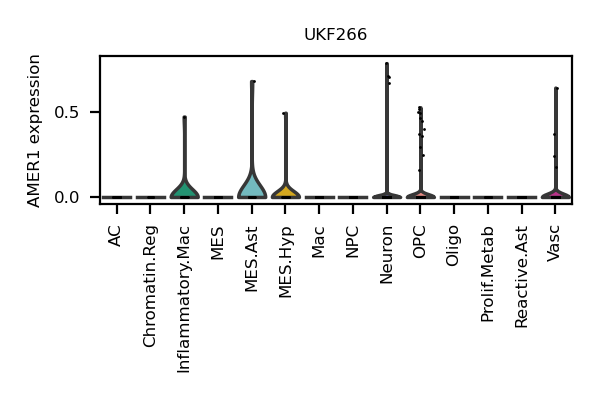 UKF266
AMER1 expression
0.5
0.0
AC
Chromatin.Reg
Inflammatory.Mac
MES
MES.Ast
MES.Hyp
Mac
NPC
Neuron
OPC
Oligo
Prolif.Metab
Reactive.Ast
Vasc